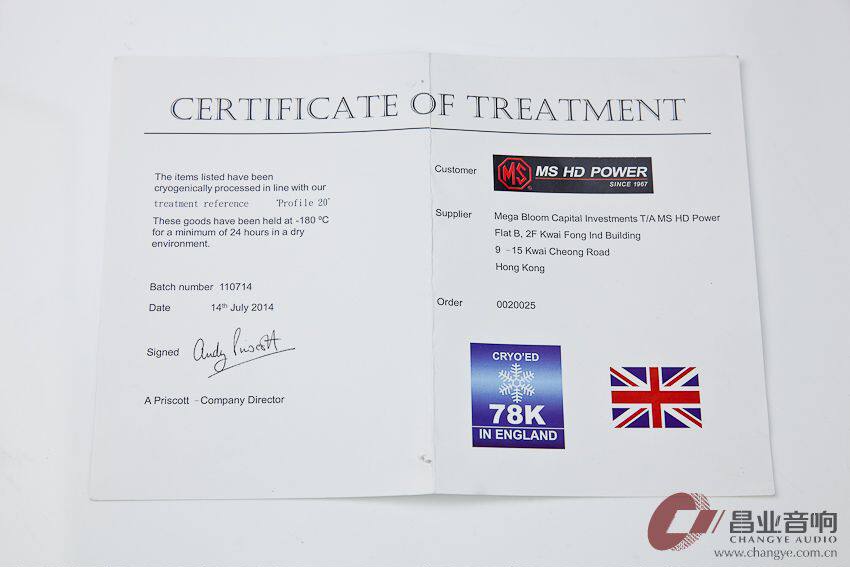 CERTIFICATE OF TREATMENT
The items listed have been
cryogenically processed in line with our
treatment reference "Profile 20"
These goods have been held at -180 ºC
for a minimum of 24 hours in a dry
environment.
Batch number 110714
Date 14th July 2014
Signed Andy Priscott
A Priscott – Company Director
Customer MS MS HD POWER
SINCE 1967
Supplier Mega Bloom Capital Investments T/A MS HD Power
Flat B, 2F Kwai Fong Ind Building
9 –15 Kwai Cheong Road
Hong Kong
Order 0020025
CRYO'ED
78K
IN ENGLAND
昌业音响
CHANGYE AUDIO
www.changye.com.cn